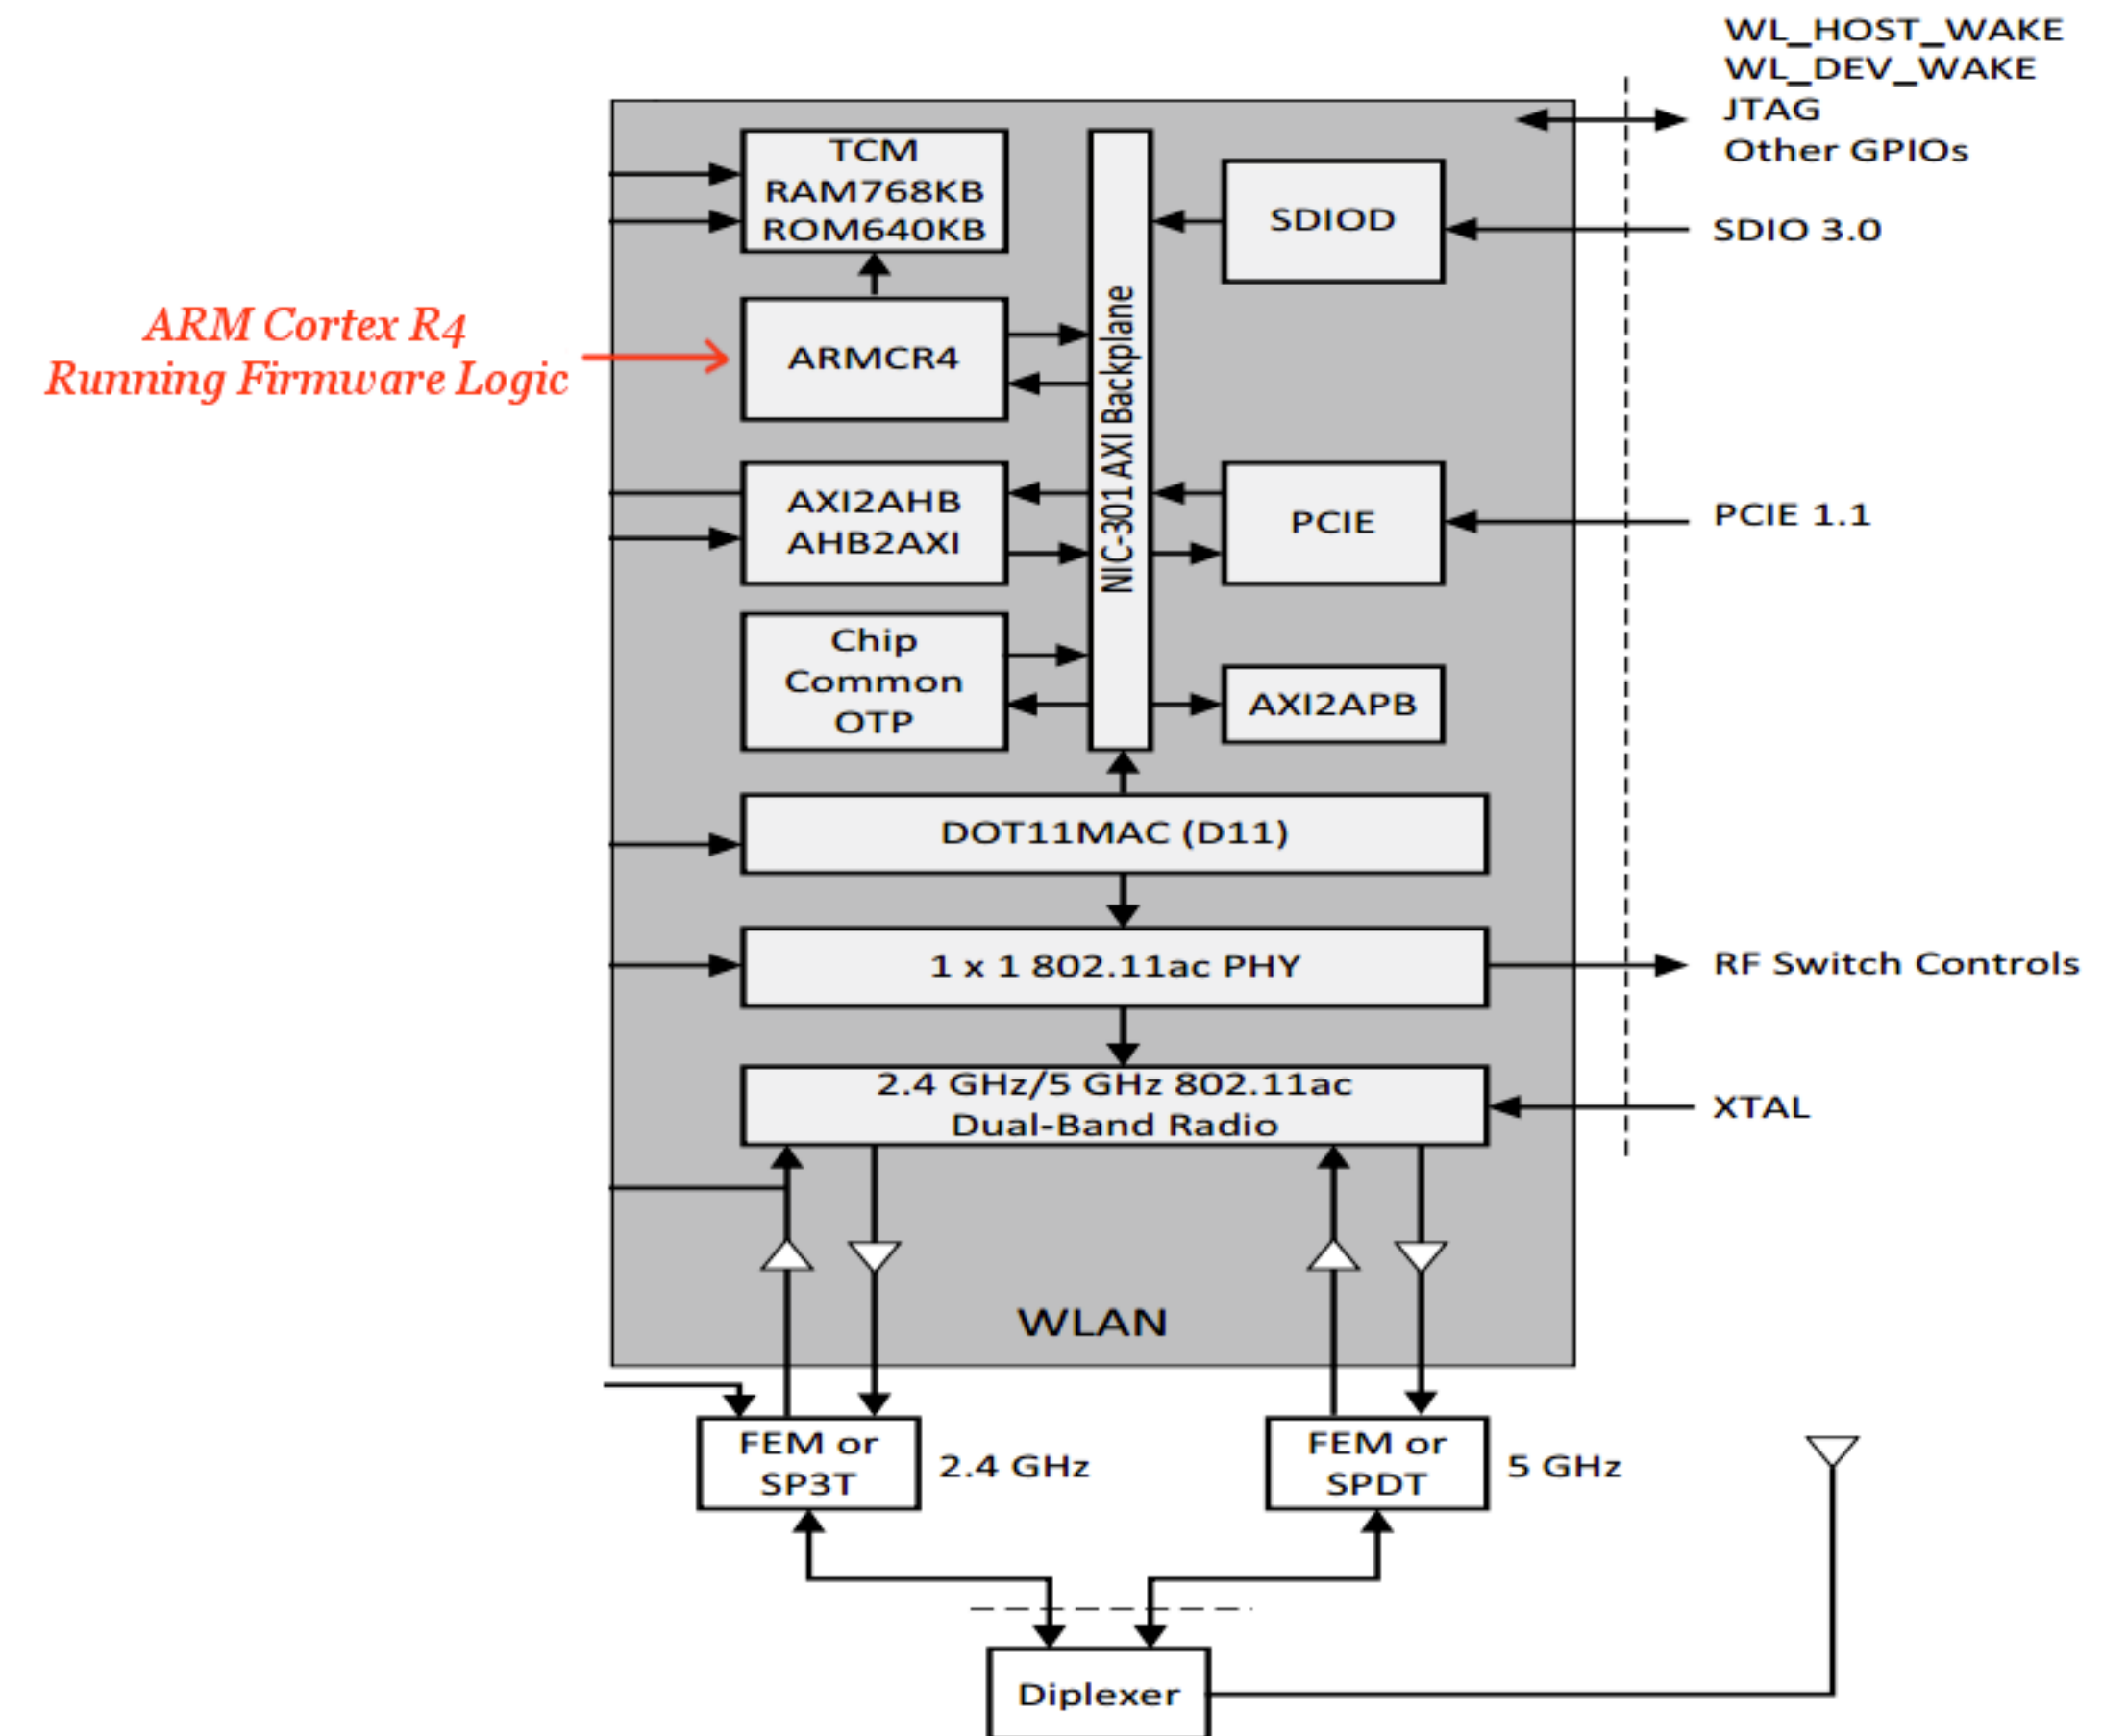 WL_HOST_WAKE
WL_DEV_WAKE
JTAG
Other GPIOs
TCM
RAM768KB
ROM640KB
SDIOD
SDIO 3.0
ARM Cortex R4
Running Firmware Logic
ARMCR4
NIC-301 AXI Backplane
AXI2AHB
AHB2AXI
PCIE
PCIE 1.1
Chip
Common
OTP
AXI2APB
DOT11MAC (D11)
1 x 1 802.11ac PHY
RF Switch Controls
2.4 GHz/5 GHz 802.11ac
Dual-Band Radio
XTAL
WLAN
FEM or
SP3T
2.4 GHz
FEM or
SPDT
5 GHz
Diplexer